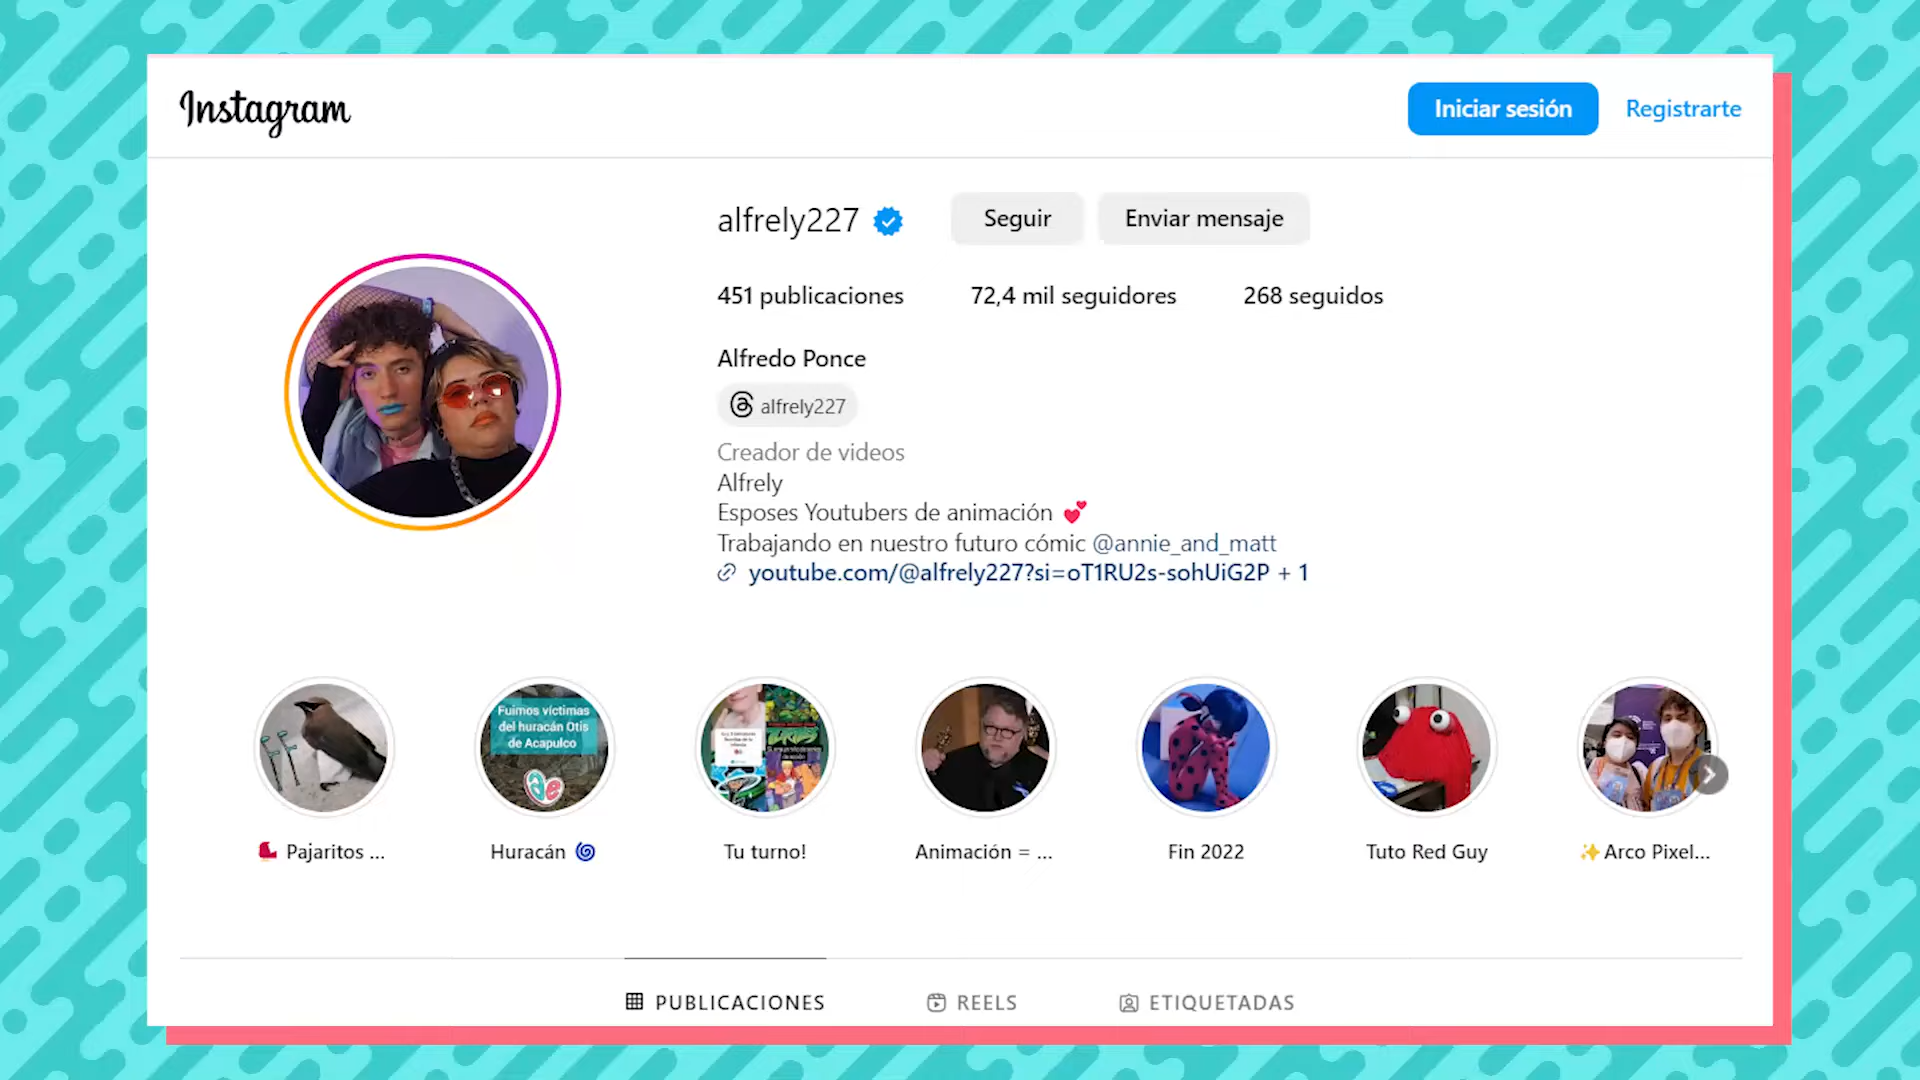 Instagram
Iniciar sesión
Registrarte
alfrely227
Seguir
Enviar mensaje
451 publicaciones
72,4 mil seguidores
268 seguidos
Alfredo Ponce
alfrely227
Creador de videos
Alfrely
Esposes Youtubers de animación 💕
Trabajando en nuestro futuro cómic @annie_and_matt
youtube.com/@alfrely227?si=oT1RU2s-sohUiG2P + 1
Fuimos víctimas
del huracán Otis
de Acapulco
Pajaritos ...
Huracán 🌀
Tu turno!
Animación = ...
Fin 2022
Tuto Red Guy
✨ Arco Pixel...
PUBLICACIONES
REELS
ETIQUETADAS